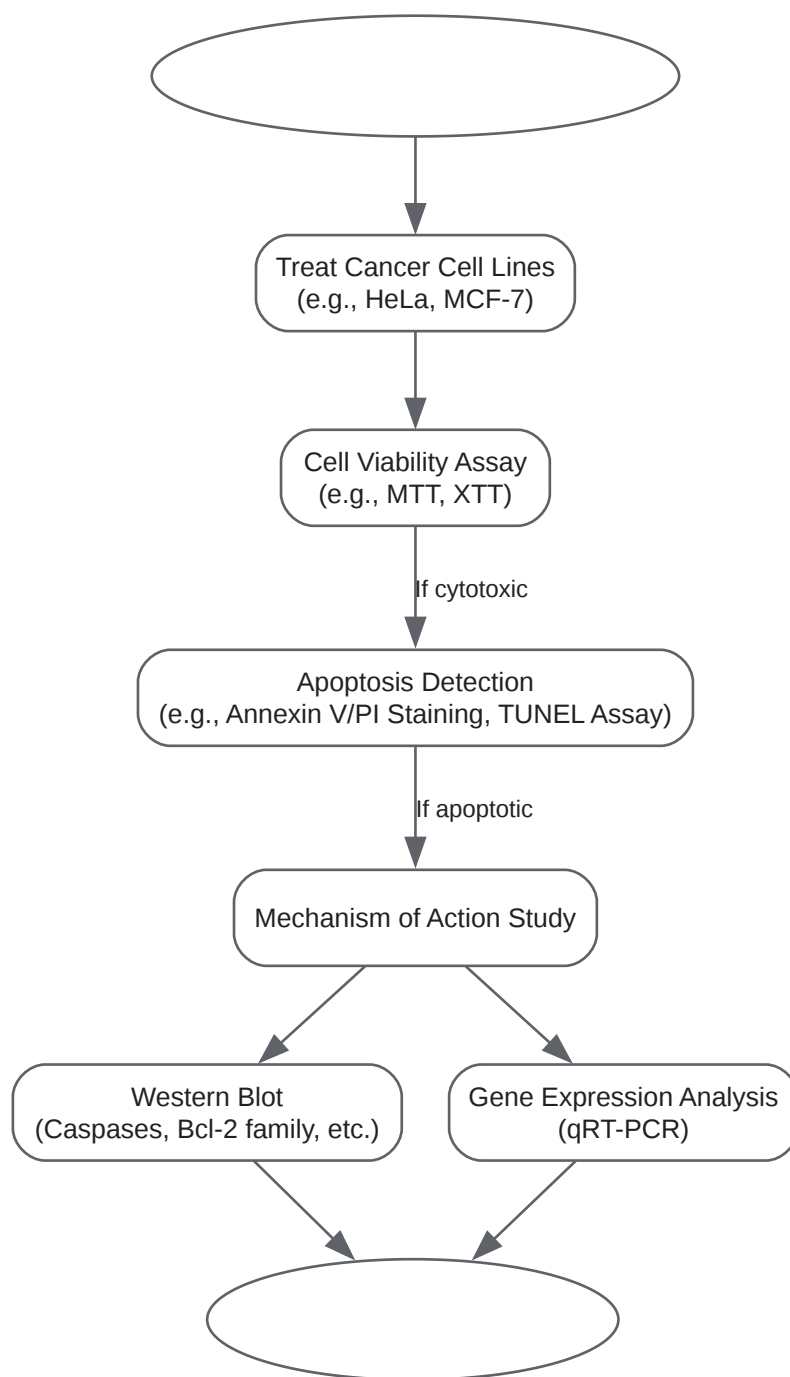 Treat Cancer Cell Lines
(e.g., HeLa, MCF-7)
Cell Viability Assay
(e.g., MTT, XTT)
If cytotoxic
Apoptosis Detection
(e.g., Annexin V/PI Staining, TUNEL Assay)
If apoptotic
Mechanism of Action Study
Western Blot
(Caspases, Bcl-2 family, etc.)
Gene Expression Analysis
(qRT-PCR)